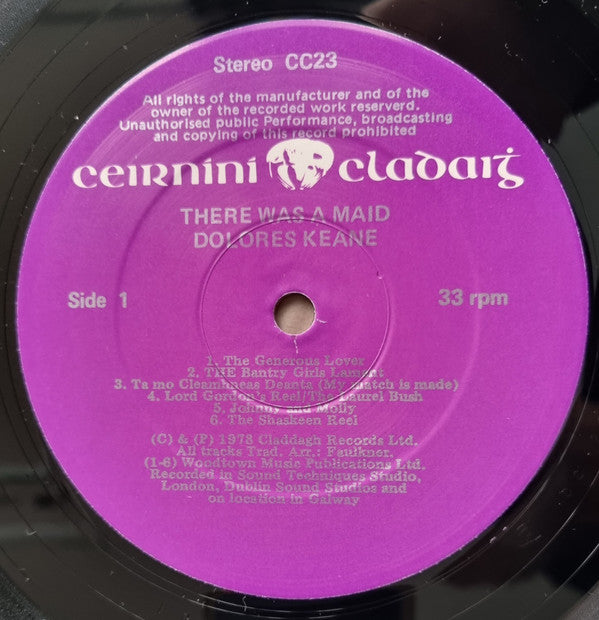 Stereo CC23
All rights of the manufacturer and of the
owner of the recorded work reserverd.
Unauthorised public Performance, broadcasting
and copying of this record prohibited
ceirníní cladaiġ
THERE WAS A MAID
DOLORES KEANE
Side 1
33 rpm
1. The Generous Lover
2. THE Bantry Girls Lament
3. Ta mo Cleamhneas Deanta (My match is made)
4. Lord Gordon's Reel/The Laurel Bush
5. Johnny and Molly
6. The Shaskeen Reel
(C) & (P) 1978 Claddagh Records Ltd.
All tracks Trad. Arr.: Faulkner.
(1-6) Woodtown Music Publications Ltd.
Recorded in Sound Techniques Studio,
London, Dublin Sound Studios and
on location in Galway